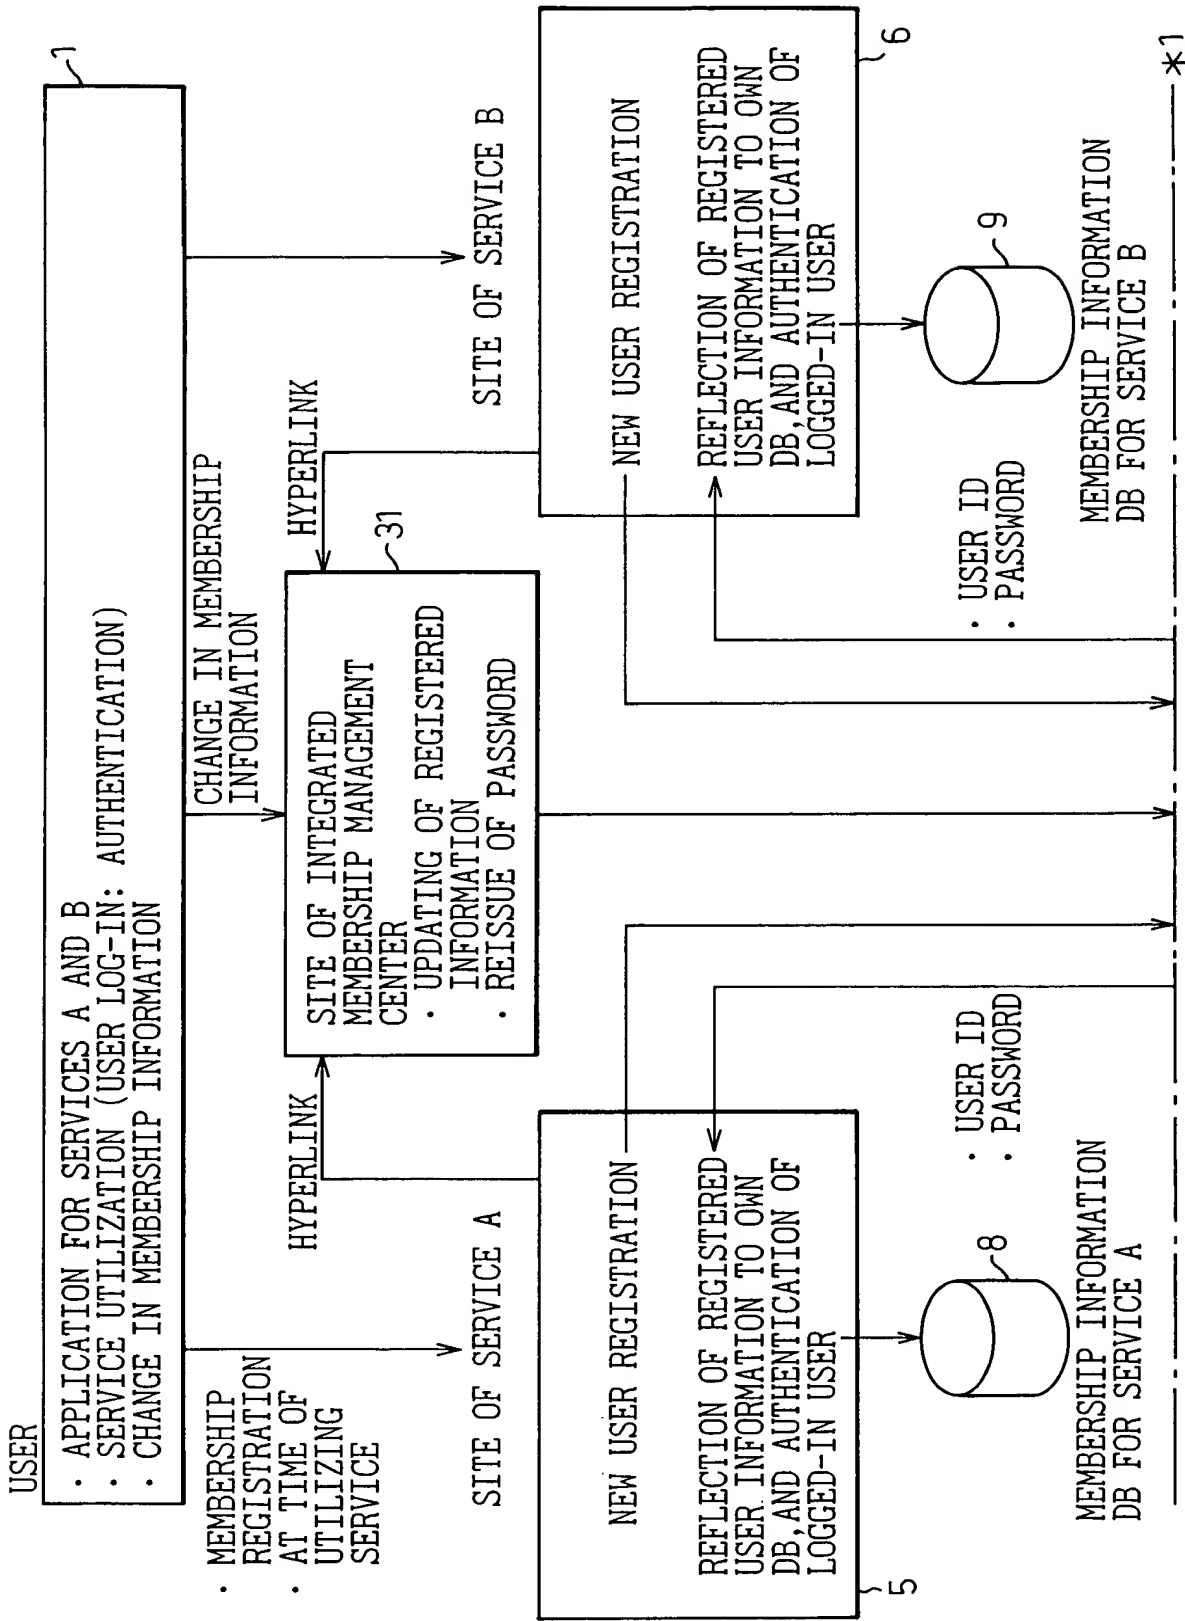 USER
1
· APPLICATION FOR SERVICES A AND B
· SERVICE UTILIZATION (USER LOG-IN: AUTHENTICATION)
· CHANGE IN MEMBERSHIP INFORMATION
· MEMBERSHIP
REGISTRATION
· AT TIME OF
UTILIZING
SERVICE
CHANGE IN MEMBERSHIP
INFORMATION
HYPERLINK
HYPERLINK
31
SITE OF INTEGRATED
MEMBERSHIP MANAGEMENT
CENTER
· UPDATING OF REGISTERED
INFORMATION
· REISSUE OF PASSWORD
SITE OF SERVICE A
SITE OF SERVICE B
NEW USER REGISTRATION
REFLECTION OF REGISTERED
USER INFORMATION TO OWN
DB, AND AUTHENTICATION OF
LOGGED-IN USER
5
NEW USER REGISTRATION
REFLECTION OF REGISTERED
USER INFORMATION TO OWN
DB, AND AUTHENTICATION OF
LOGGED-IN USER
6
8
· USER ID
· PASSWORD
MEMBERSHIP INFORMATION
DB FOR SERVICE A
9
· USER ID
· PASSWORD
MEMBERSHIP INFORMATION
DB FOR SERVICE B
*1